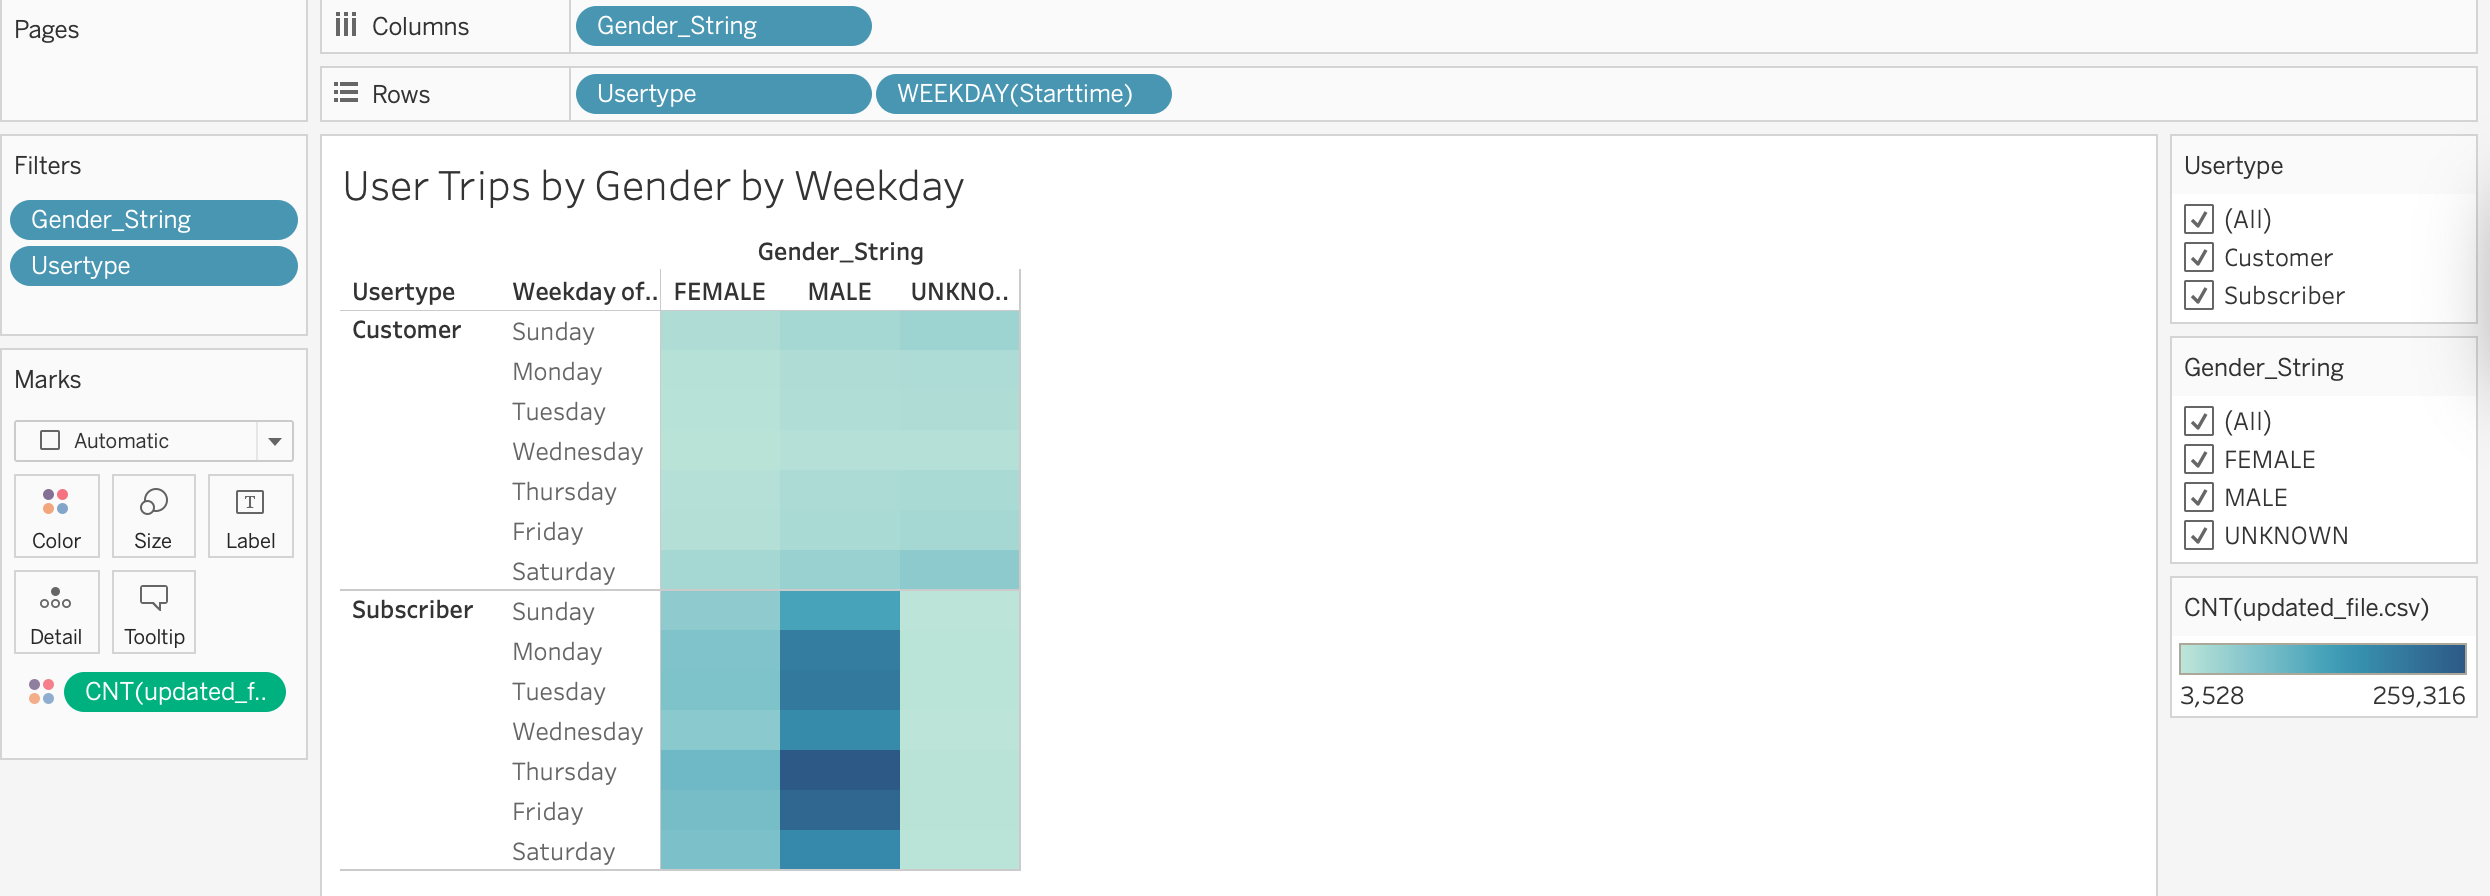 Pages
Columns Gender_String
Rows Usertype WEEKDAY(Starttime)
Filters
Gender_String
Usertype
Marks
Automatic
Color Size Label
Detail Tooltip
CNT(updated_f..
User Trips by Gender by Weekday
Gender_String
Usertype Weekday of.. FEMALE MALE UNKNO..
Customer Sunday
Monday
Tuesday
Wednesday
Thursday
Friday
Saturday
Subscriber Sunday
Monday
Tuesday
Wednesday
Thursday
Friday
Saturday
Usertype
(All)
Customer
Subscriber
Gender_String
(All)
FEMALE
MALE
UNKNOWN
CNT(updated_file.csv)
3,528 259,316